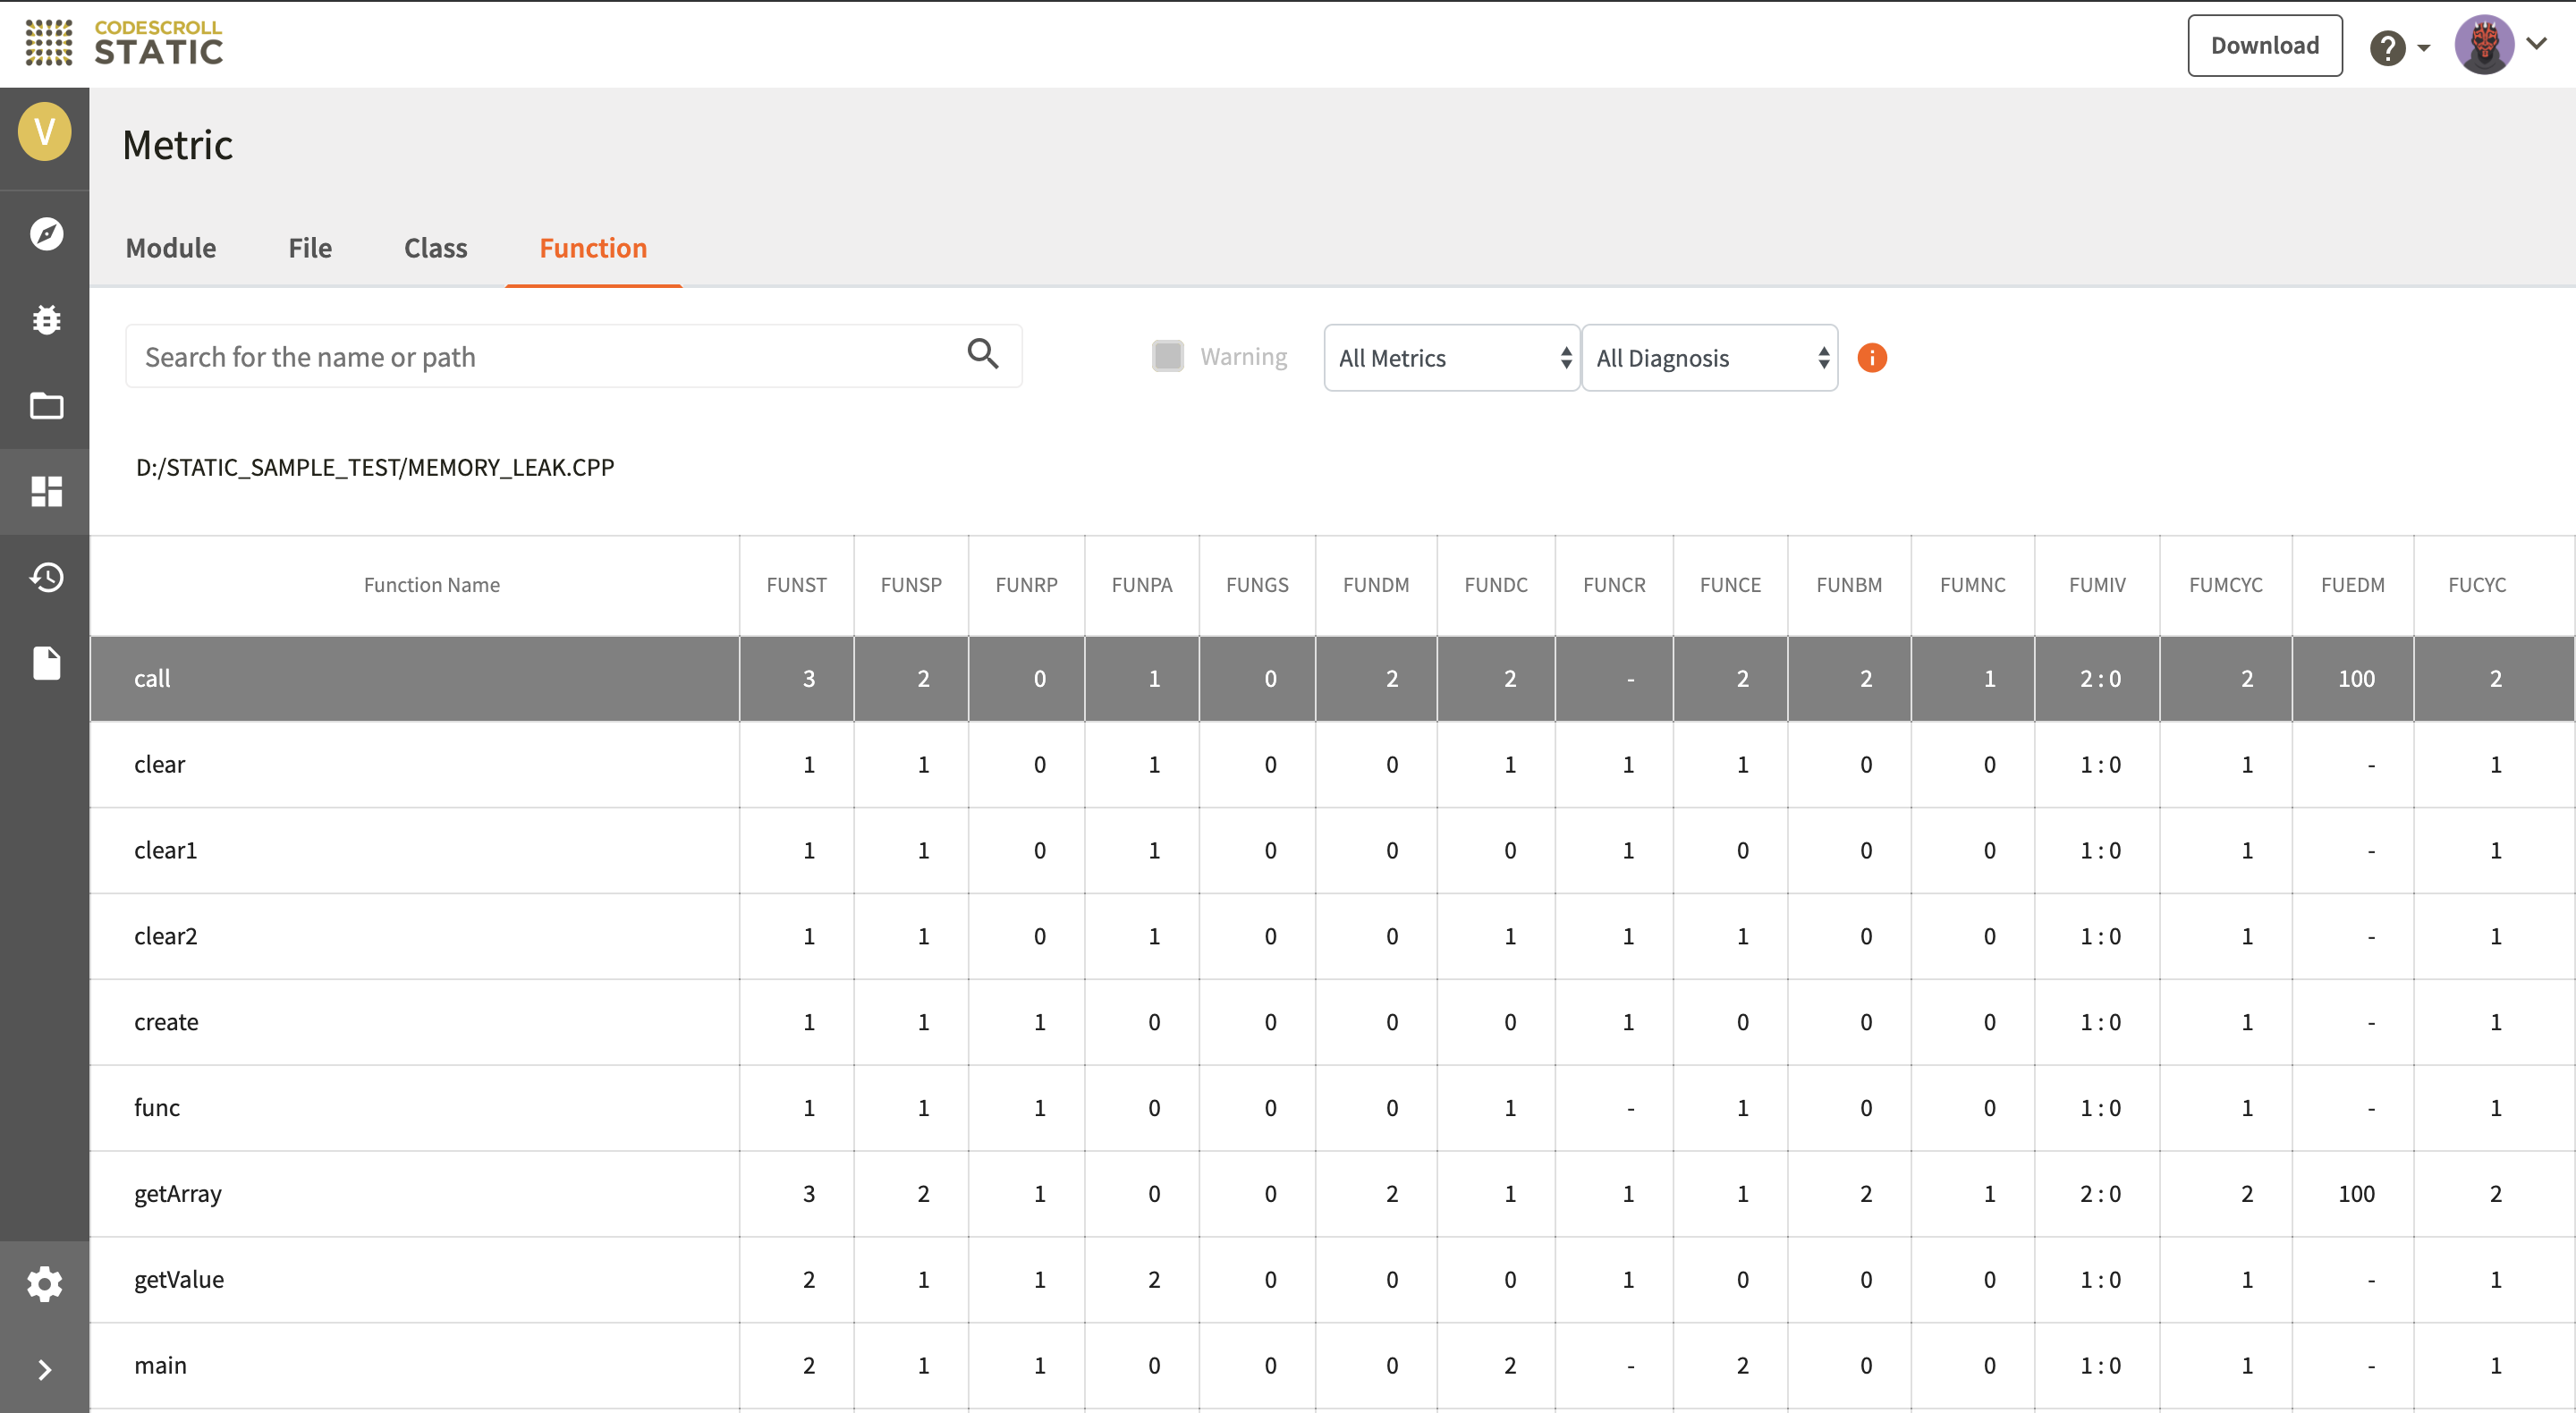 CODESCROLL
STATIC
Download
?
V
Metric
Module File Class Function
Search for the name or path
Warning
All Metrics
All Diagnosis
i
D:/STATIC_SAMPLE_TEST/MEMORY_LEAK.CPP
Function Name FUNST FUNSP FUNRP FUNPA FUNGS FUNDM FUNDC FUNCR FUNCE FUNBM FUMNC FUMIV FUMCYC FUEDM FUCYC
call 3 2 0 1 0 2 2 - 2 2 1 2 : 0 2 100 2
clear 1 1 0 1 0 0 1 1 1 0 0 1 : 0 1 - 1
clear1 1 1 0 1 0 0 0 1 0 0 0 1 : 0 1 - 1
clear2 1 1 0 1 0 0 1 1 1 0 0 1 : 0 1 - 1
create 1 1 1 0 0 0 0 1 0 0 0 1 : 0 1 - 1
func 1 1 1 0 0 0 1 - 1 0 0 1 : 0 1 - 1
getArray 3 2 1 0 0 2 1 1 1 2 1 2 : 0 2 100 2
getValue 2 1 1 2 0 0 0 1 0 0 0 1 : 0 1 - 1
main 2 1 1 0 0 0 2 - 2 0 0 1 : 0 1 - 1